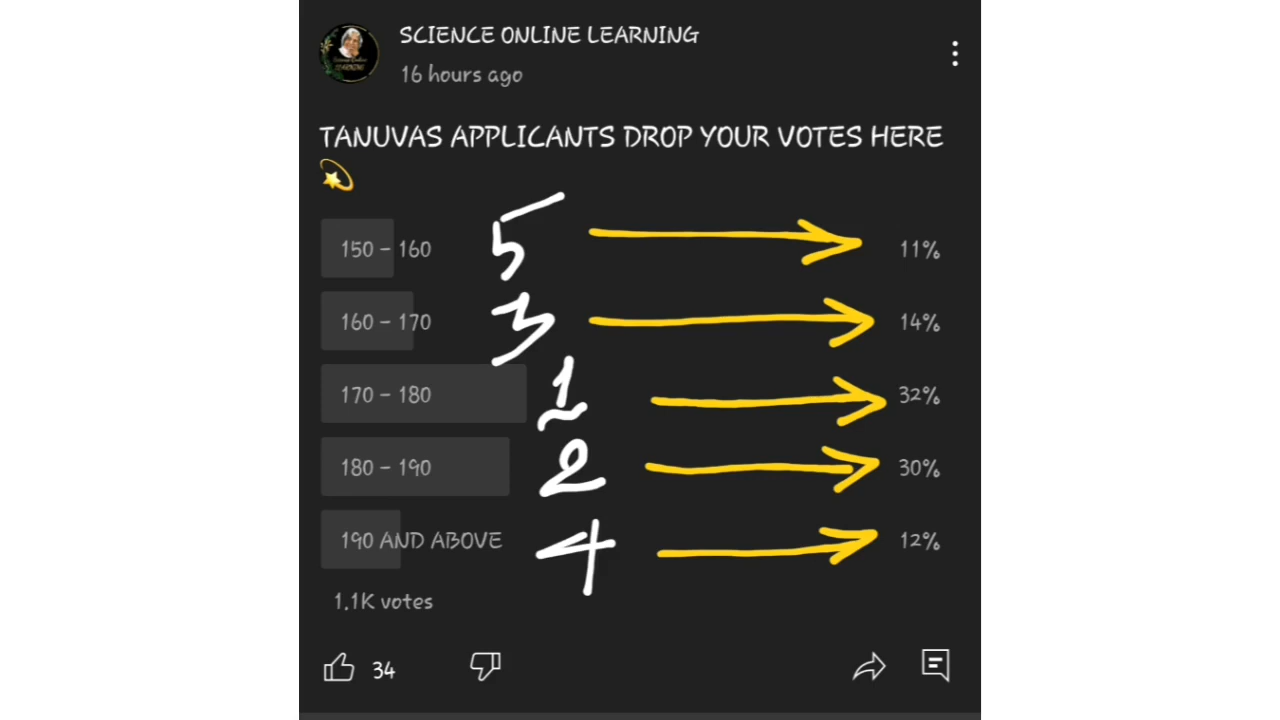 SCIENCE ONLINE LEARNING
16 hours ago
TANUVAS APPLICANTS DROP YOUR VOTES HERE
💫
150 - 160 5 11%
160 - 170 3 14%
170 - 180 1 32%
180 - 190 2 30%
190 AND ABOVE 4 12%
1.1K votes
34